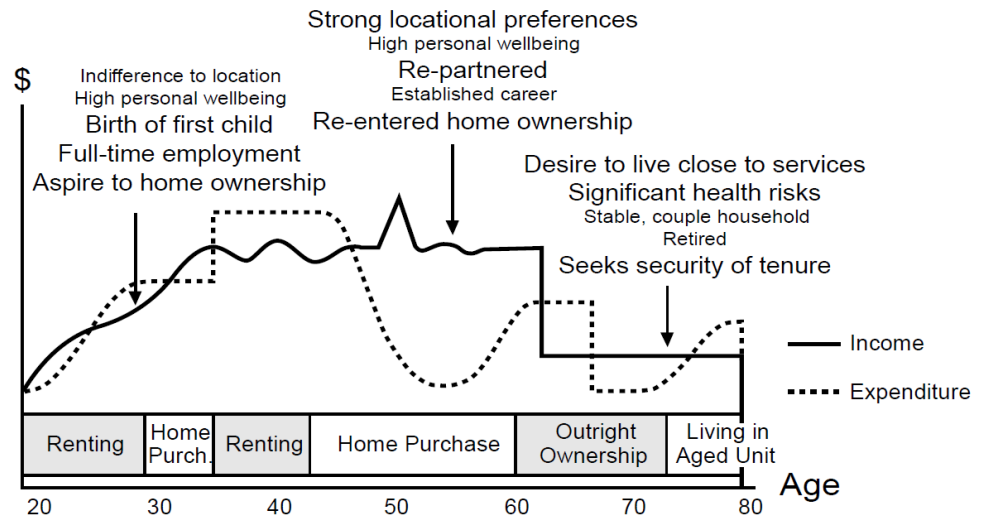 Strong locational preferences
High personal wellbeing
Re-partnered
Established career
Re-entered home ownership
$
Indifference to location
High personal wellbeing
Birth of first child
Full-time employment
Aspire to home ownership
Desire to live close to services
Significant health risks
Stable, couple household
Retired
Seeks security of tenure
Income
Expenditure
Renting
Home
Purch.
Renting
Home Purchase
Outright
Ownership
Living in
Aged Unit
20 30 40 50 60 70 80
Age